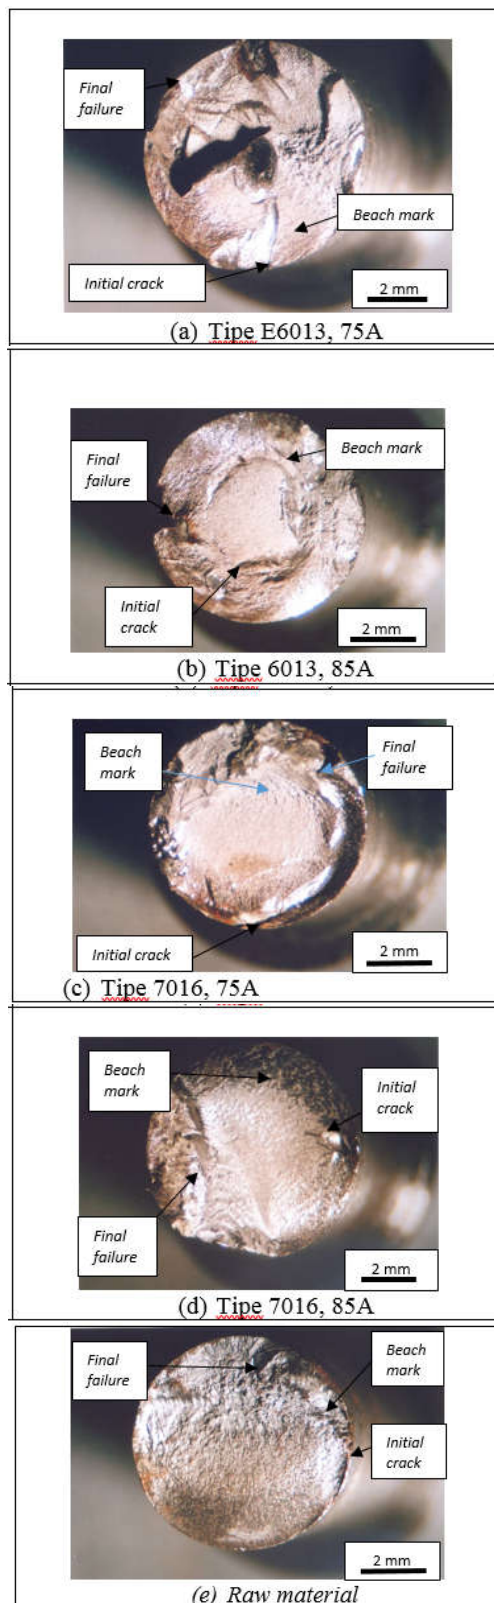 Final
failure
Beach mark
Initial crack
2 mm
(a) Tipe E6013, 75A
Beach mark
Final
failure
Initial
crack
2 mm
(b) Tipe 6013, 85A
Beach
mark
Final
failure
Initial crack
2 mm
(c) Tipe 7016, 75A
Beach
mark
Initial
crack
Final
failure
2 mm
(d) Tipe 7016, 85A
Final
failure
Beach
mark
Initial
crack
2 mm
(e) Raw material